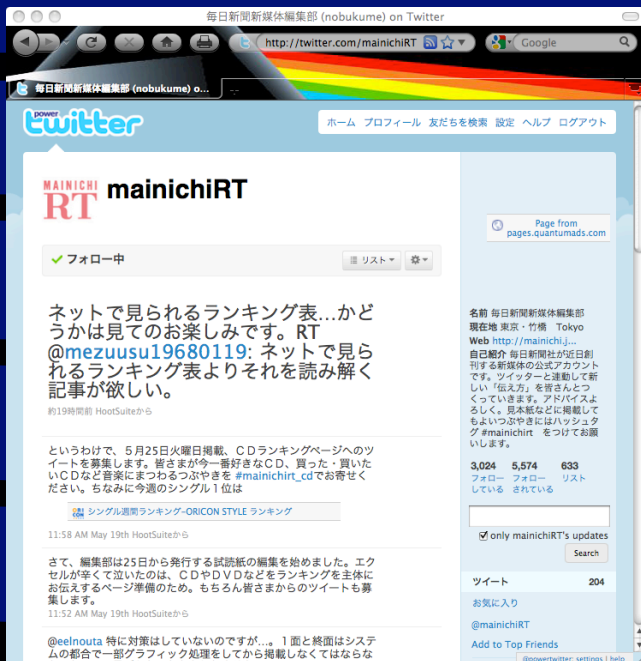 毎日新聞新媒体編集部 (nobukume) on Twitter
http://twitter.com/mainichiRT
Google
毎日新聞新媒体編集部 (nobukume) o...
power
twitter
ホーム プロフィール 友だちを検索 設定 ヘルプ ログアウト
MAINICHI
RT
mainichiRT
フォロー中
リスト
ネットで見られるランキング表…かど
うかは見てのお楽しみです。RT
@mezuusu19680119: ネットで見ら
れるランキング表よりそれを読み解く
記事が欲しい。
約19時間前 HootSuiteから
というわけで、５月25日火曜日掲載、ＣＤランキングページへのツ
イートを募集します。皆さまが今一番好きなＣＤ、買った・買いた
いＣＤなど音楽にまつわるつぶやきを #mainichirt_cdでお寄せく
ださい。ちなみに今週のシングル１位は
ORI
CON
シングル週間ランキング−ORICON STYLE ランキング
11:58 AM May 19th HootSuiteから
さて、編集部は25日から発行する試読紙の編集を始めました。エク
セルが辛くて泣いたのは、ＣＤやＤＶＤなどをランキングを主体に
お伝えするページ準備のため。もちろん皆さまからのツイートも募
集します。
11:52 AM May 19th HootSuiteから
@eelnouta 特に対策はしていないのですが…。１面と終面はシステ
ムの都合で一部グラフィック処理をしてから掲載しなくてはならな
Page from
pages.quantumads.com
名前 毎日新聞新媒体編集部
現在地 東京・竹橋 Tokyo
Web http://mainichi.j...
自己紹介 毎日新聞社が近日創
刊する新媒体の公式アカウント
です。ツイッターと連動して新
しい「伝え方」を皆さんとつ
くっていきます。アドバイスよ
ろしく。見本紙などに掲載して
もよいつぶやきにはハッシュタ
グ #mainichirt をつけてお願
いします。
3,024 5,574 633
フォロー フォロー リスト
している されている
only mainichiRT's updates
Search
ツイート 204
お気に入り
@mainichiRT
Add to Top Friends
@powertwitter: settings | help